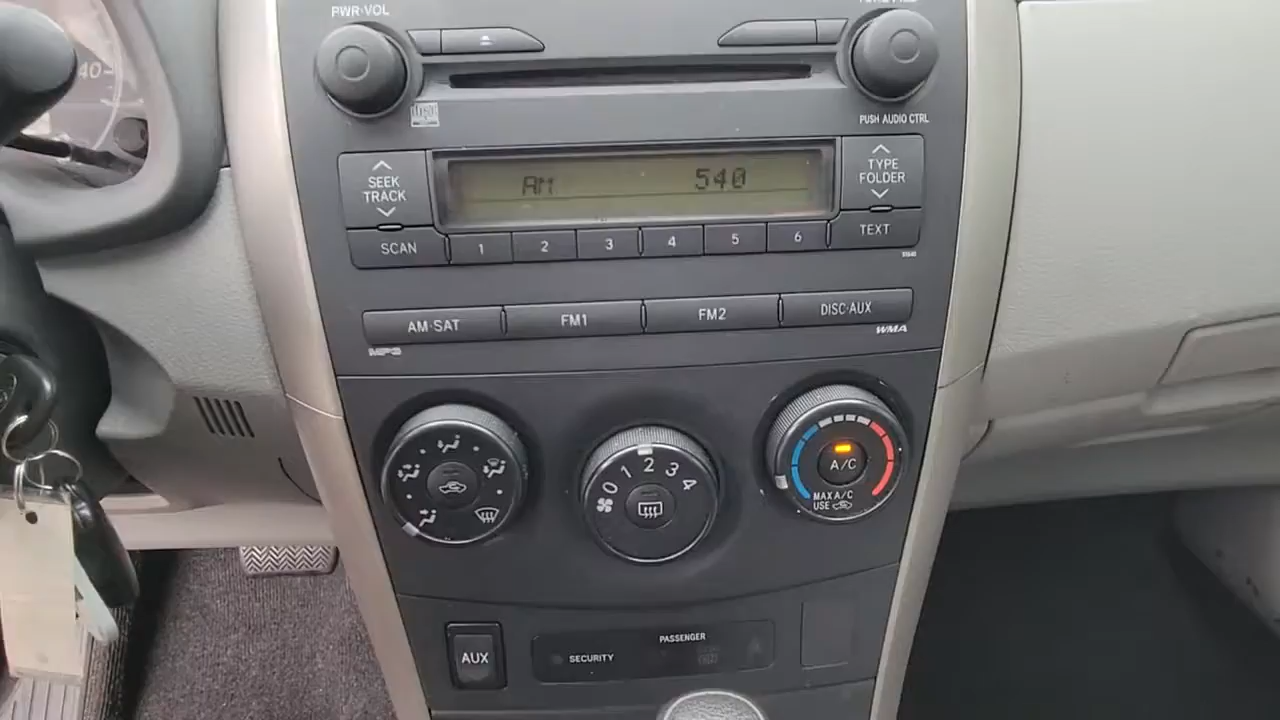 PWR·VOL
40
PUSH AUDIO CTRL
SEEK
TRACK
AM
540
TYPE
FOLDER
SCAN
1
2
3
4
5
6
TEXT
AM·SAT
FM1
FM2
DISC·AUX
MP3
WMA
0
1
2
3
4
A/C
MAX A/C
USE
AUX
SECURITY
PASSENGER